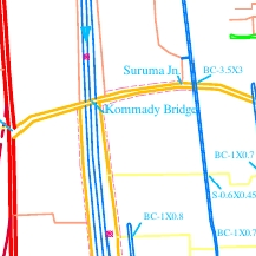 Suruma Jn.
BC-3.5X3
Kommady Bridge
BC-1X0.7
S-0.6X0.45
BC-1X0.8
BC-1X0.7